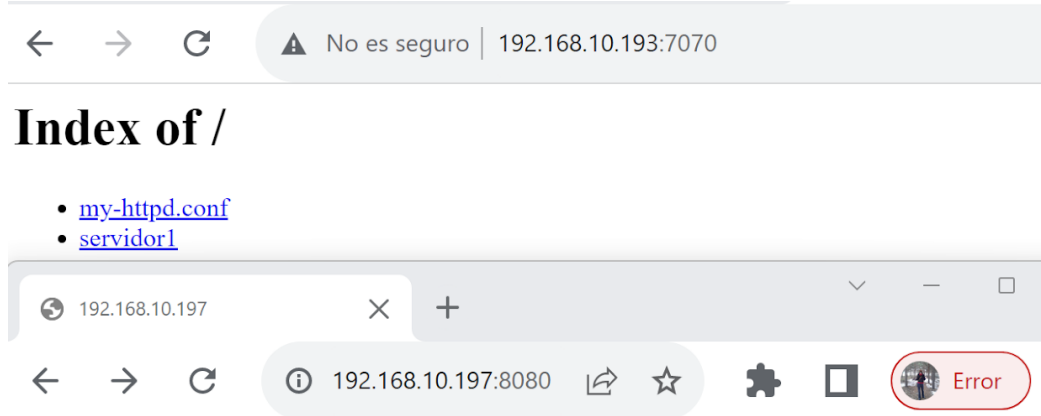 No es seguro 192.168.10.193:7070
Index of /
my-httpd.conf
servidor1
192.168.10.197
192.168.10.197:8080 Error